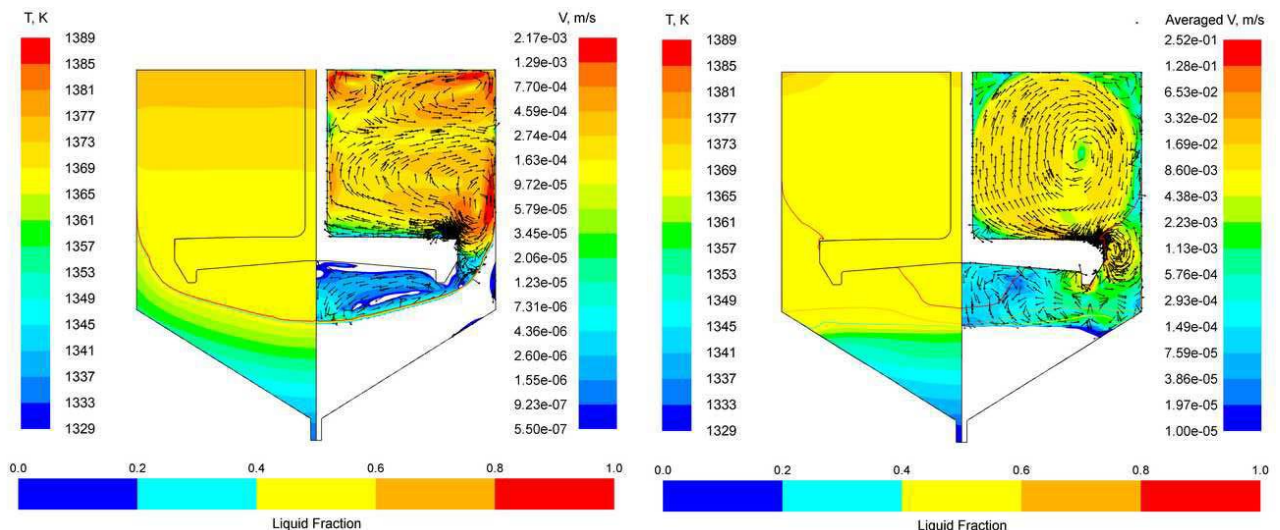 T, K
1389
1385
1381
1377
1373
1369
1365
1361
1357
1353
1349
1345
1341
1337
1333
1329
V, m/s
2.17e-03
1.29e-03
7.70e-04
4.59e-04
2.74e-04
1.63e-04
9.72e-05
5.79e-05
3.45e-05
2.06e-05
1.23e-05
7.31e-06
4.36e-06
2.60e-06
1.55e-06
9.23e-07
5.50e-07
0.0 0.2 0.4 0.6 0.8 1.0
Liquid Fraction
T, K
1389
1385
1381
1377
1373
1369
1365
1361
1357
1353
1349
1345
1341
1337
1333
1329
Averaged V, m/s
2.52e-01
1.28e-01
6.53e-02
3.32e-02
1.69e-02
8.60e-03
4.38e-03
2.23e-03
1.13e-03
5.76e-04
2.93e-04
1.49e-04
7.59e-05
3.86e-05
1.97e-05
1.00e-05
0.0 0.2 0.4 0.6 0.8 1.0
Liquid Fraction